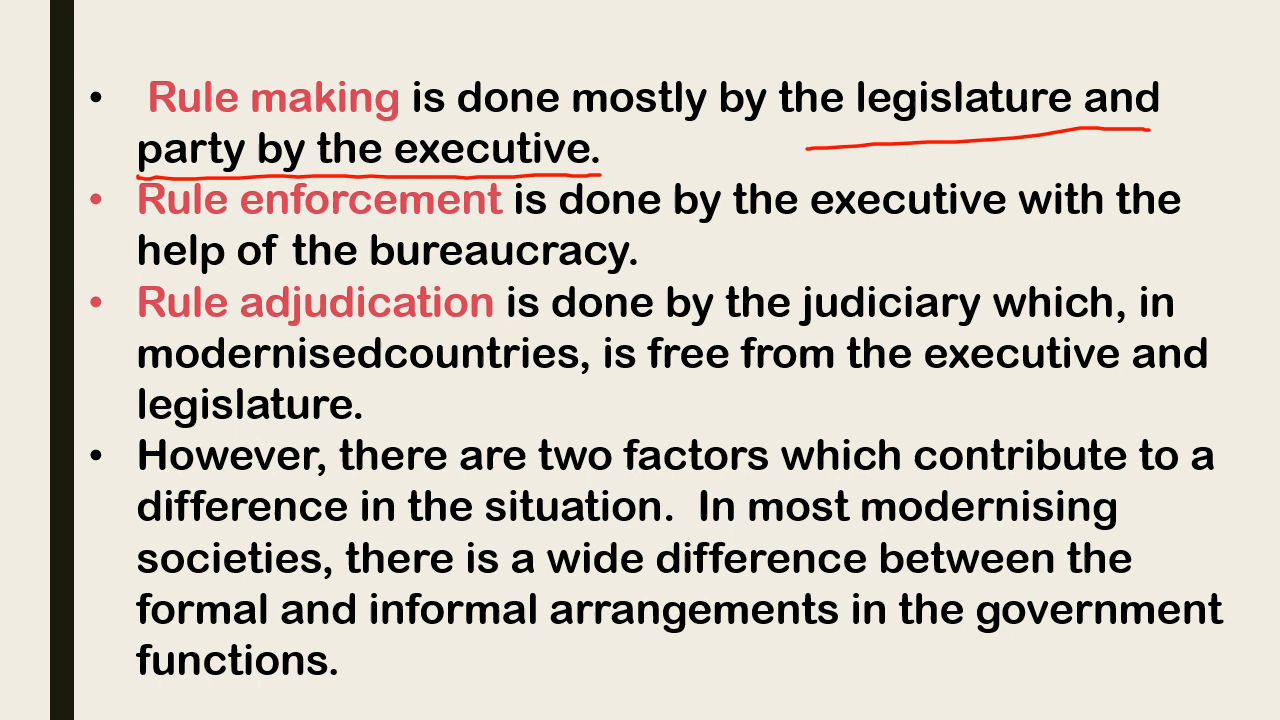 • Rule making is done mostly by the legislature and
party by the executive.
• Rule enforcement is done by the executive with the
help of the bureaucracy.
• Rule adjudication is done by the judiciary which, in
modernisedcountries, is free from the executive and
legislature.
• However, there are two factors which contribute to a
difference in the situation. In most modernising
societies, there is a wide difference between the
formal and informal arrangements in the government
functions.